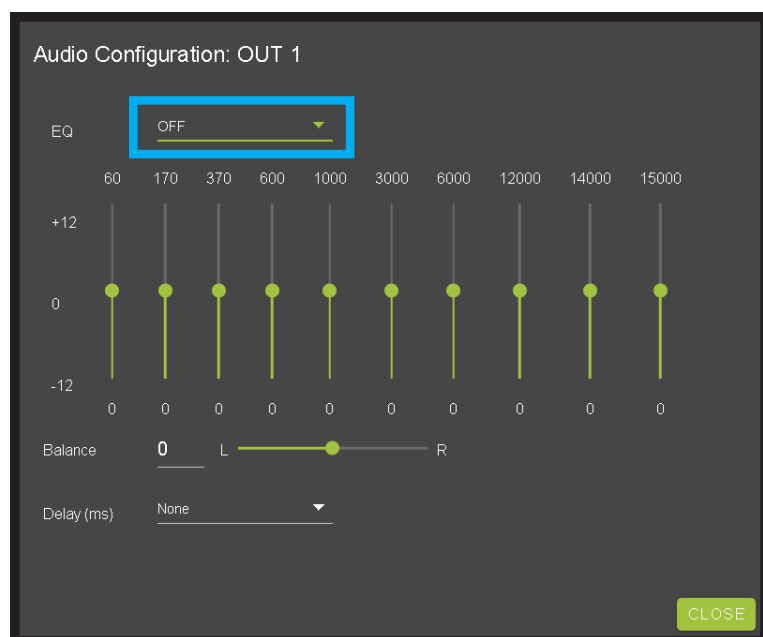 Audio Configuration: OUT 1
EQ OFF
60 170 370 600 1000 3000 6000 12000 14000 15000
+12
0
-12
0 0 0 0 0 0 0 0 0 0
Balance 0 L R
Delay (ms) None
CLOSE